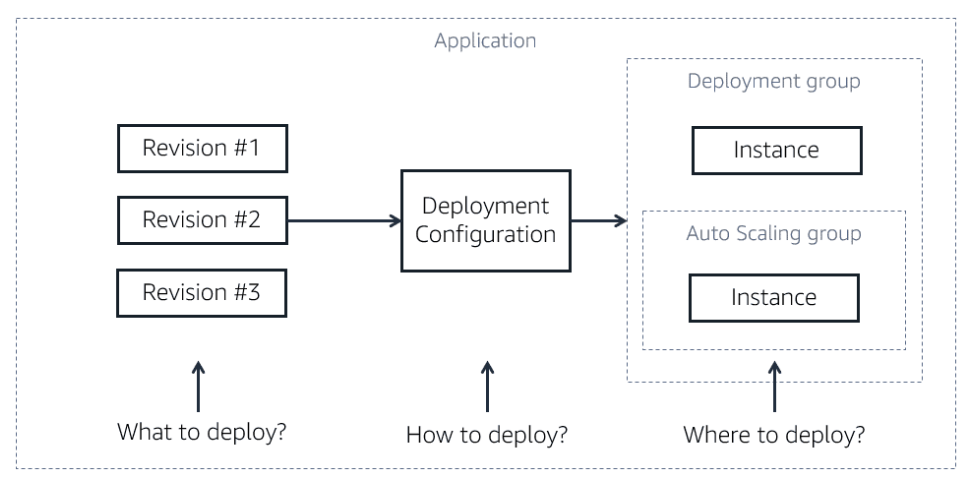 Application
Deployment group
Revision #1
Instance
Revision #2
Deployment
Configuration
Auto Scaling group
Revision #3
Instance
What to deploy?
How to deploy?
Where to deploy?